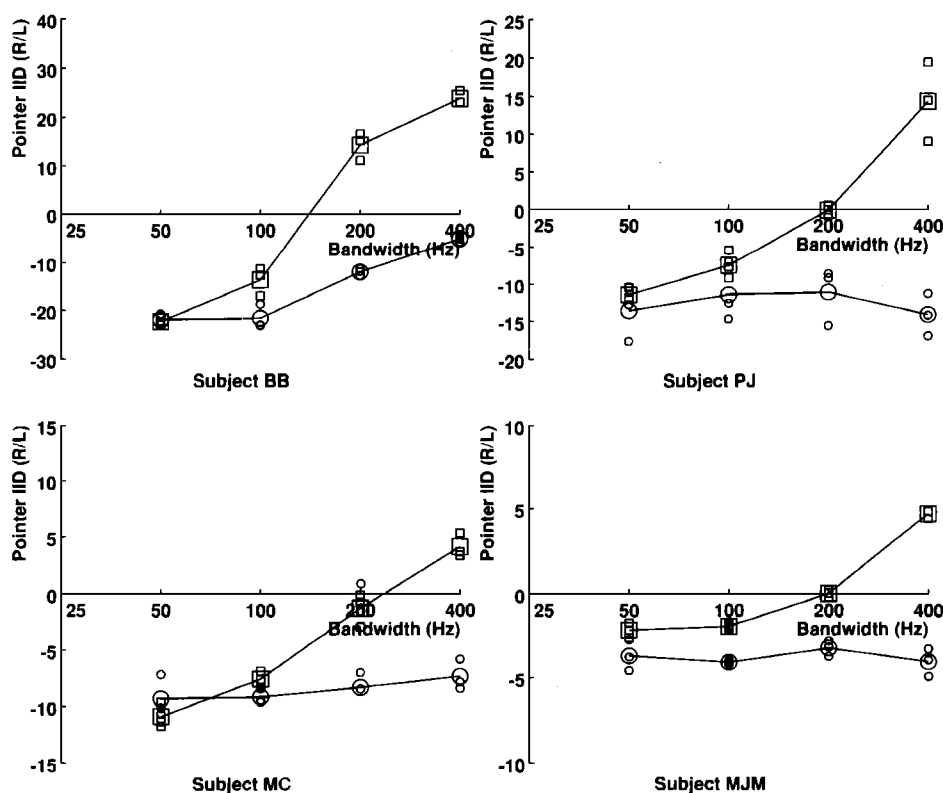 Pointer IID (R/L)
40
30
20
10
0
-10
-20
-30
25 50 100 200 400
Bandwidth (Hz)
Subject BB
Pointer IID (R/L)
25
20
15
10
5
0
-5
-10
-15
-20
25 50 100 200 400
Bandwidth (Hz)
Subject PJ
Pointer IID (R/L)
15
10
5
0
-5
-10
-15
25 50 100 200 400
Bandwidth (Hz)
Subject MC
Pointer IID (R/L)
10
5
0
-5
-10
25 50 100 200 400
Bandwidth (Hz)
Subject MJM